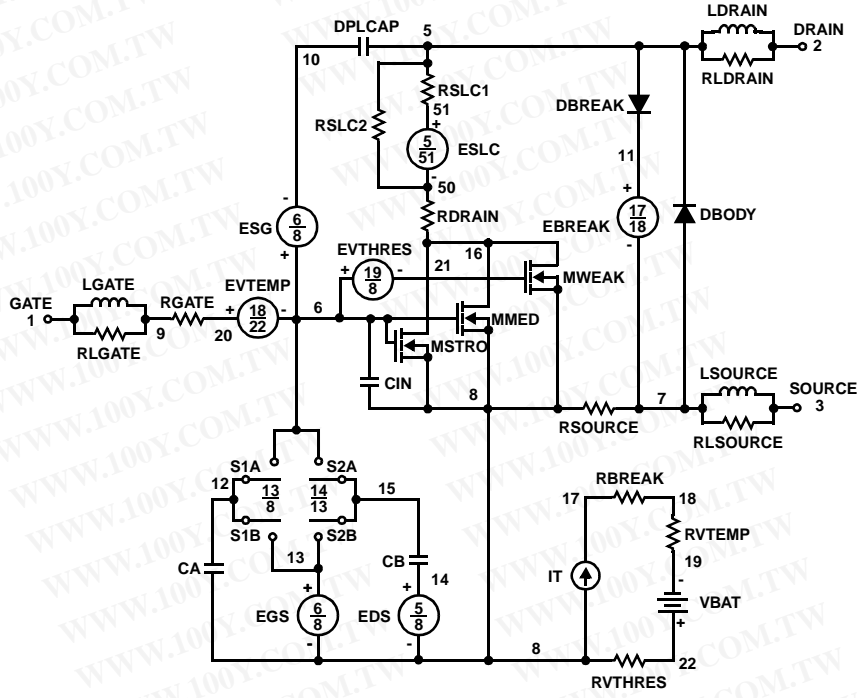 LDRAIN
DPLCAP
5
DRAIN
2
10
RLDRAIN
RSLC1
51
+
DBREAK
RSLC2
5
51
ESLC
-
50
11
-
6
8
ESG
+
RDRAIN
+
17
18
EBREAK
-
DBODY
EVTHRES
+
19
8
-
21
16
MWEAK
LGATE
GATE
1
RLGATE
9
RGATE
20
EVTEMP
+
18
22
-
6
MMED
MSTRO
CIN
8
RSOURCE
7
LSOURCE
SOURCE
3
RLSOURCE
S1A
S2A
12
13
8
14
13
15
S1B
S2B
13
CA
CB
14
+
6
8
EGS
-
+
5
8
EDS
-
RBREAK
17
18
RVTEMP
19
IT
-
VBAT
+
8
22
RVTHRES
WWW.100Y.COM.TW